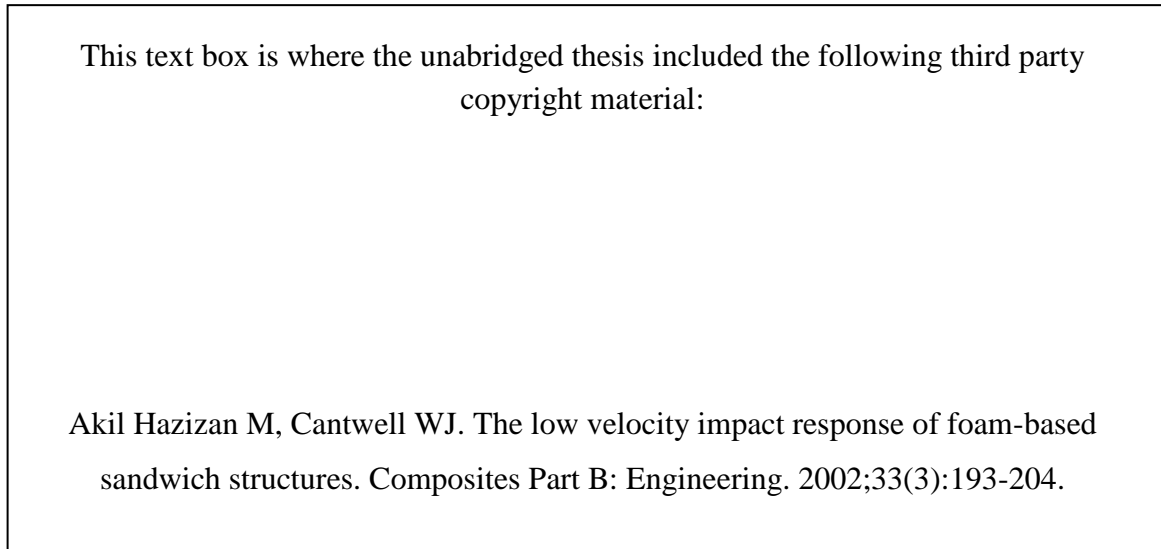 This text box is where the unabridged thesis included the following third party
copyright material:
Akil Hazizan M, Cantwell WJ. The low velocity impact response of foam-based
sandwich structures. Composites Part B: Engineering. 2002;33(3):193-204.